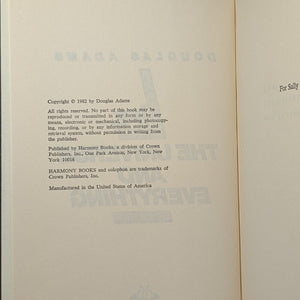 Copyright © 1982 by Douglas Adams
All rights reserved. No part of this book may be
reproduced or transmitted in any form or by any
means, electronic or mechanical, including photocopy-
ing, recording, or by any information storage and
retrieval system, without permission in writing from
the publisher.
Published by Harmony Books, a division of Crown
Publishers, Inc., One Park Avenue, New York, New
York 10016
HARMONY BOOKS and colophon are trademarks of
Crown Publishers, Inc.
Manufactured in the United States of America
For Sally